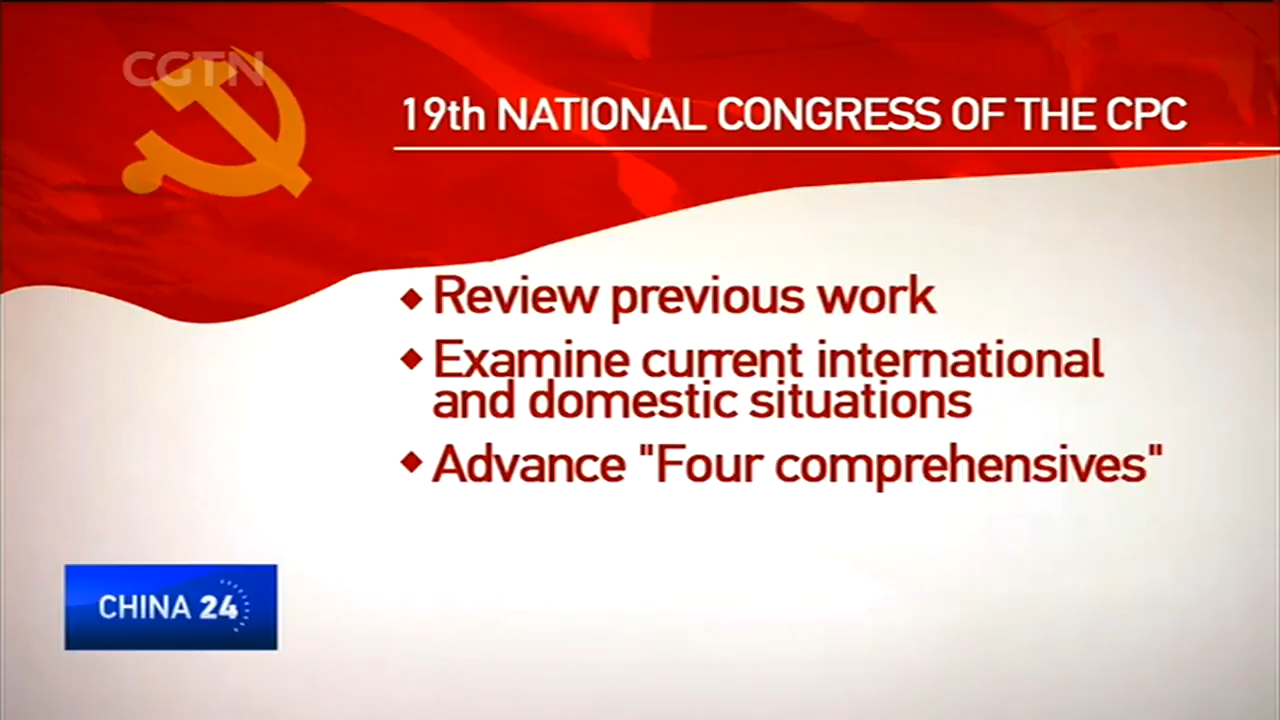 CGTN
19th NATIONAL CONGRESS OF THE CPC
Review previous work
Examine current international
and domestic situations
Advance "Four comprehensives"
CHINA 24